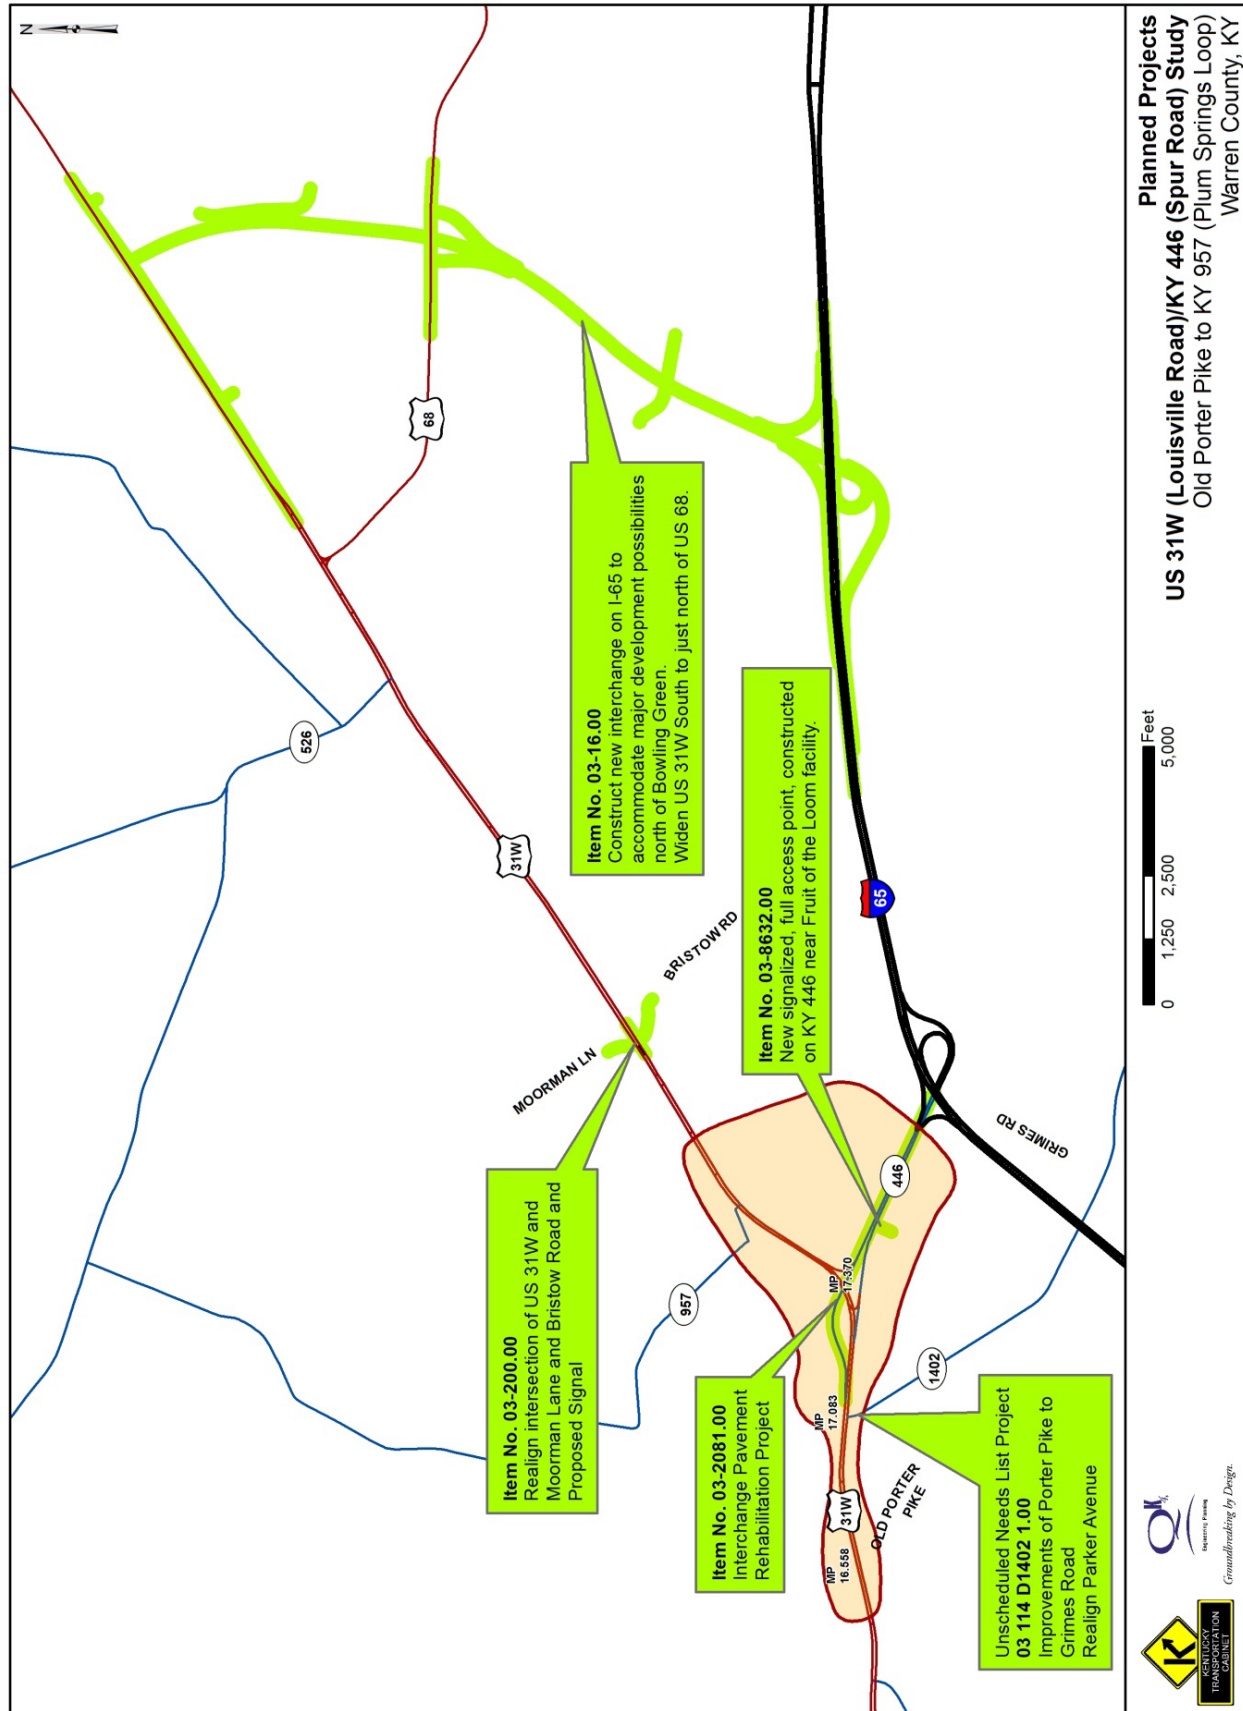 N
68
526
31W
Item No. 03-16.00
Construct new interchange on I-65 to
accommodate major development possibilities
north of Bowling Green.
Widen US 31W South to just north of US 68.
MOORMAN LN
BRISTOW RD
Item No. 03-200.00
Realign intersection of US 31W and
Moorman Lane and Bristow Road and
Proposed Signal
Item No. 03-8632.00
New signalized, full access point, constructed
on KY 446 near Fruit of the Loom facility.
65
957
446
GRIMES RD
Item No. 03-2081.00
Interchange Pavement
Rehabilitation Project
MP
17.370
MP
17.083
MP
16.558
31W
OLD PORTER
PIKE
1402
Unscheduled Needs List Project
03 114 D1402 1.00
Improvements of Porter Pike to
Grimes Road
Realign Parker Avenue
KENTUCKY
TRANSPORTATION
CABINET
QK4
Engineering, Planning
Groundbreaking by Design.
0 1,250 2,500 5,000
Feet
Planned Projects
US 31W (Louisville Road)/KY 446 (Spur Road) Study
Old Porter Pike to KY 957 (Plum Springs Loop)
Warren County, KY